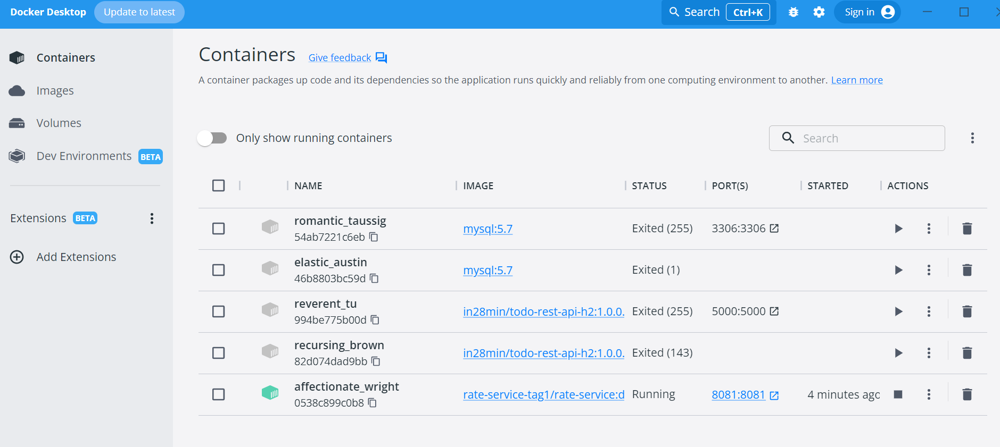 Docker Desktop Update to latest Search Ctrl+K Sign in
Containers
Images
Volumes
Dev Environments BETA
Extensions BETA
Add Extensions
Containers Give feedback
A container packages up code and its dependencies so the application runs quickly and reliably from one computing environment to another. Learn more
Only show running containers Search
NAME IMAGE STATUS PORT(S) STARTED ACTIONS
romantic_taussig
54ab7221c6eb mysql:5.7 Exited (255) 3306:3306
elastic_austin
46b8803bc59d mysql:5.7 Exited (1)
reverent_tu
994be775b00d in28min/todo-rest-api-h2:1.0.0. Exited (255) 5000:5000
recursing_brown
82d074dad9bb in28min/todo-rest-api-h2:1.0.0. Exited (143)
affectionate_wright
0538c899c0b8 rate-service-tag1/rate-service:d Running 8081:8081 4 minutes ago